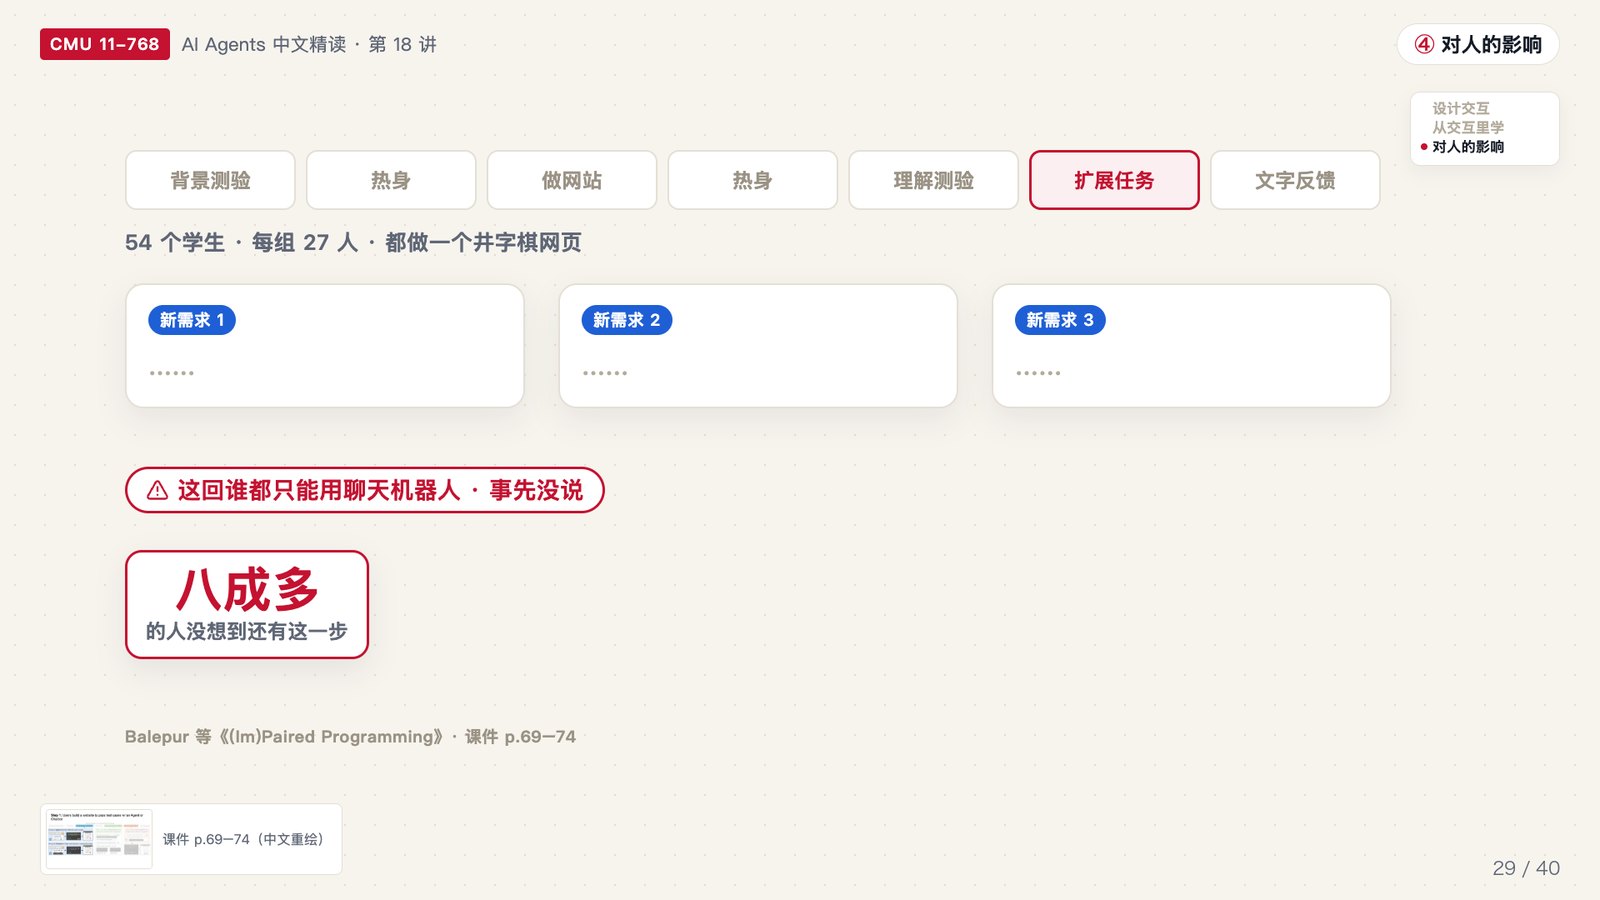 CMU 11-768 AI Agents 中文精读 · 第 18 讲
④ 对人的影响
设计交互
从交互里学
对人的影响
背景测验 热身 做网站 热身 理解测验 扩展任务 文字反馈
54 个学生 · 每组 27 人 · 都做一个井字棋网页
新需求 1 新需求 2 新需求 3
…… …… ……
这回谁都只能用聊天机器人 · 事先没说
八成多
的人没想到还有这一步
Balepur 等《(Im)Paired Programming》· 课件 p.69—74
课件 p.69—74（中文重绘）
29 / 40